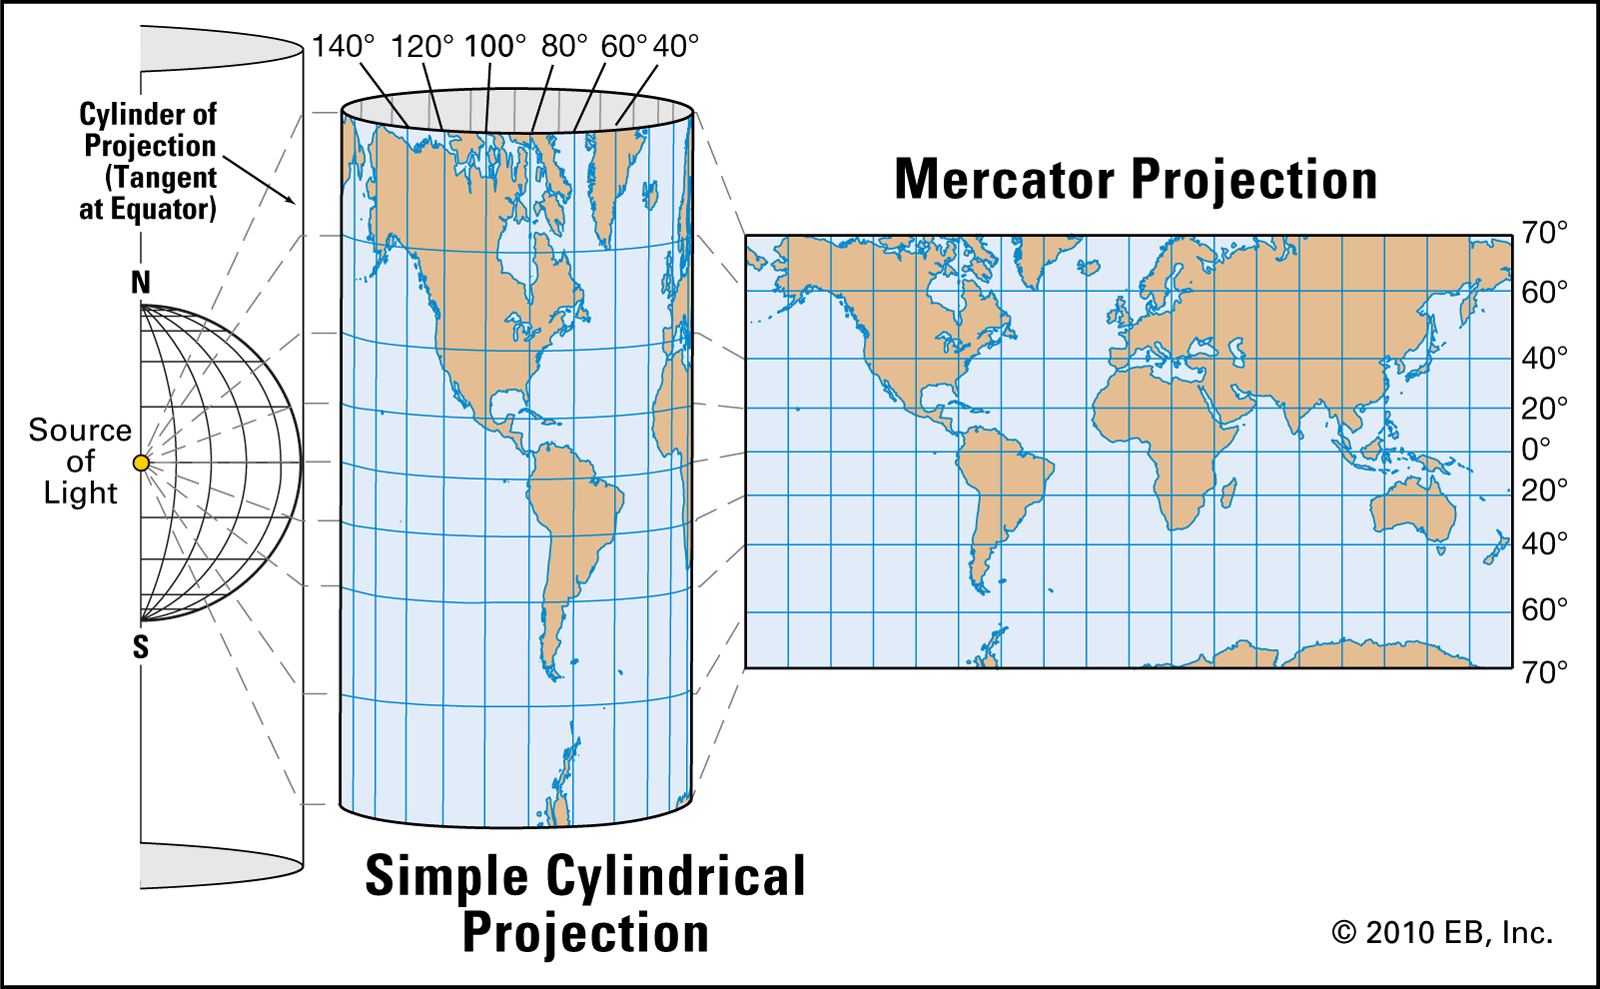 140° 120° 100° 80° 60° 40°
Cylinder of
Projection
(Tangent
at Equator)
N
Source
of
Light
S
Simple Cylindrical
Projection
Mercator Projection
70°
60°
40°
20°
0°
20°
40°
60°
70°
© 2010 EB, Inc.